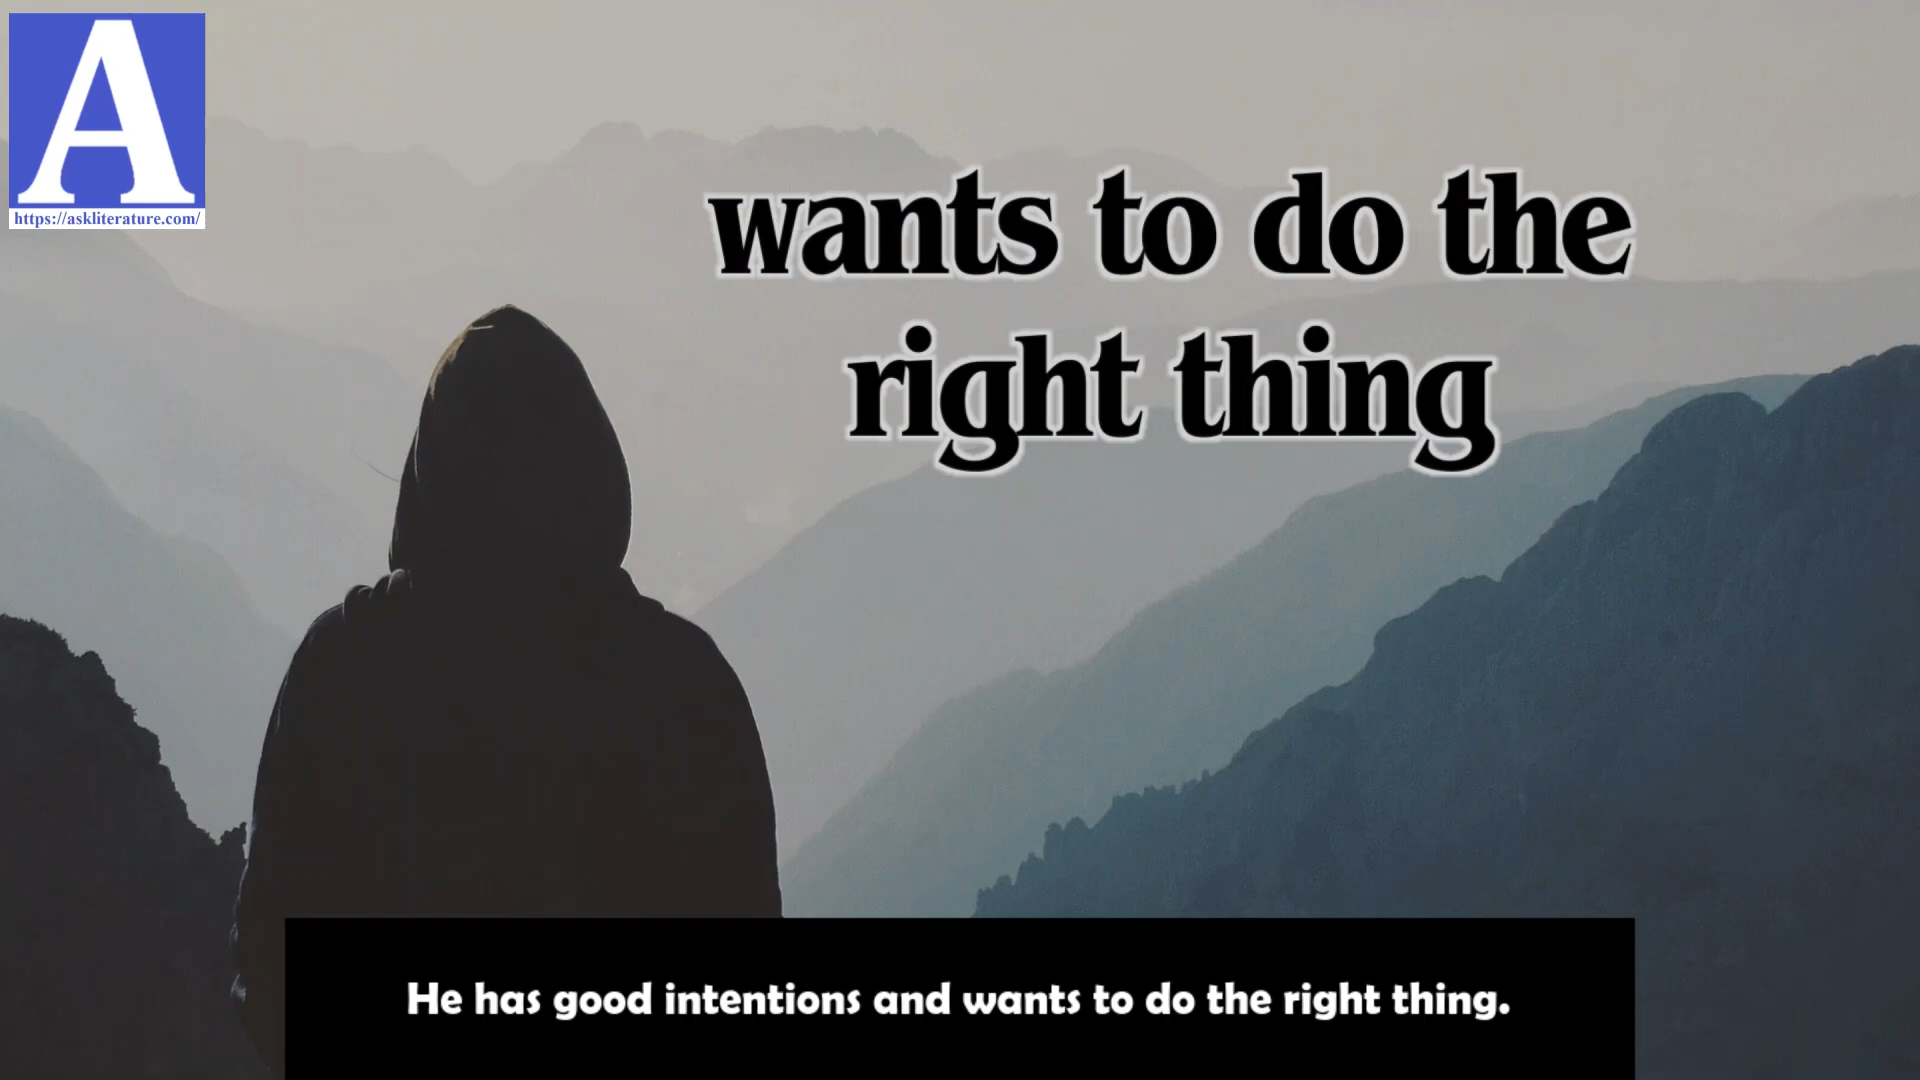 A
https://askliterature.com/
wants to do the
right thing
He has good intentions and wants to do the right thing.